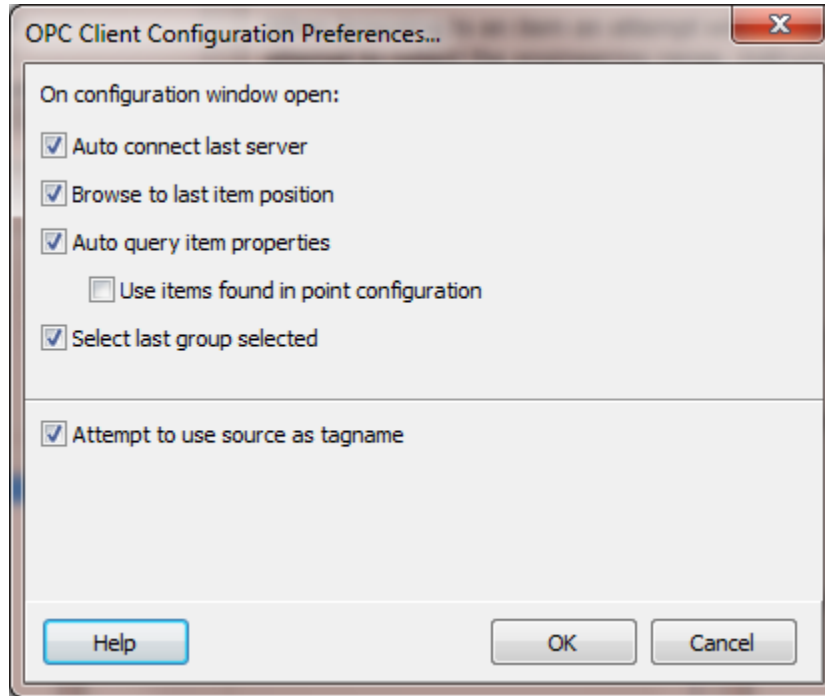 OPC Client Configuration Preferences...
On configuration window open:
Auto connect last server
Browse to last item position
Auto query item properties
Use items found in point configuration
Select last group selected
Attempt to use source as tagname
Help OK Cancel